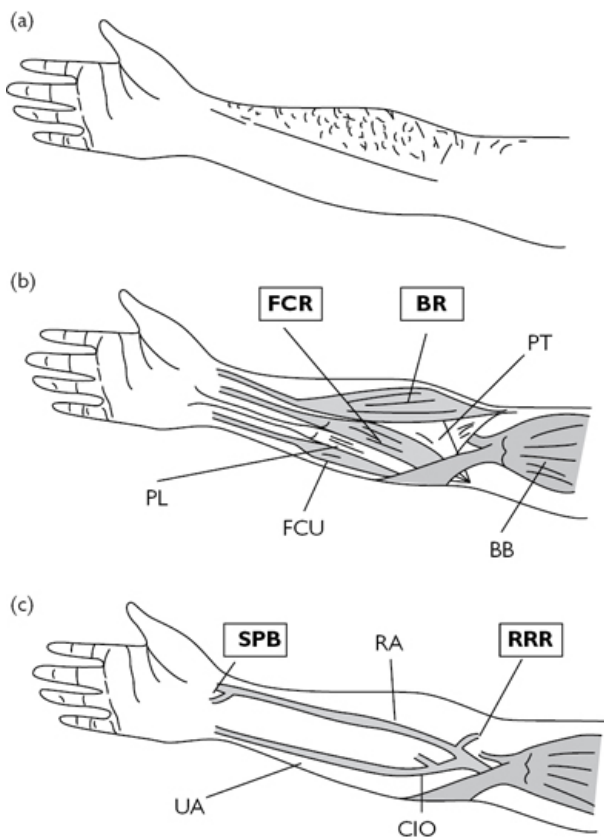 (a)
(b)
FCR BR
PT
PL
FCU
BB
(c)
SPB RA RRR
UA
CIO